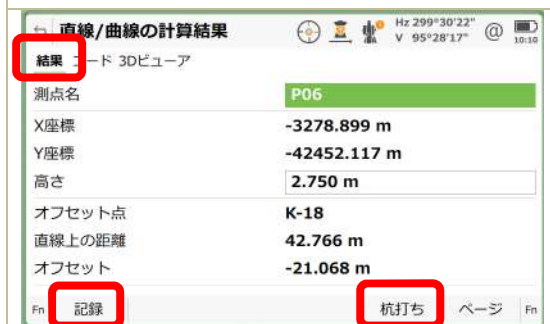 直線/曲線の計算結果
Hz 299°30'22"
V 95°28'17"
@
10:10
結果 コード 3Dビューア
測点名 P06
X座標 -3278.899 m
Y座標 -42452.117 m
高さ 2.750 m
オフセット点 K-18
直線上の距離 42.766 m
オフセット -21.068 m
Fn 記録 杭打ち ページ Fn